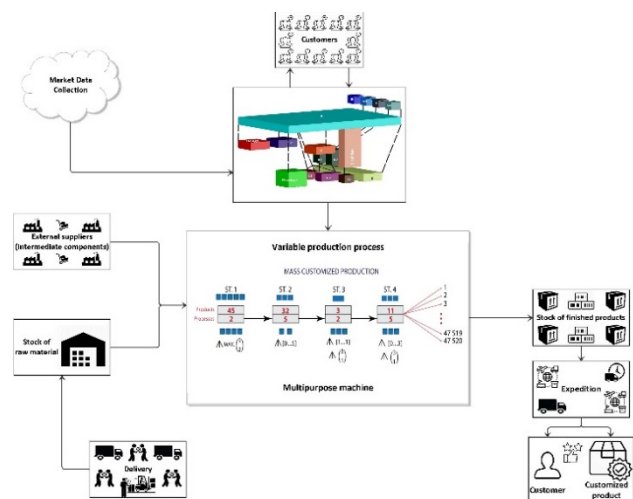 Customers
Market Data
Collection
External suppliers
(Intermediate components)
Stock of
raw material
Delivery
Variable production process
MASS CUSTOMIZED PRODUCTION
ST. 1 ST. 2 ST. 3 ST. 4
Products 45 32 3 11
Processes 2 5 2 5
1
2
3
47 519
47 520
Multipurpose machine
Stock of finished products
Expedition
Customer
Customized
product